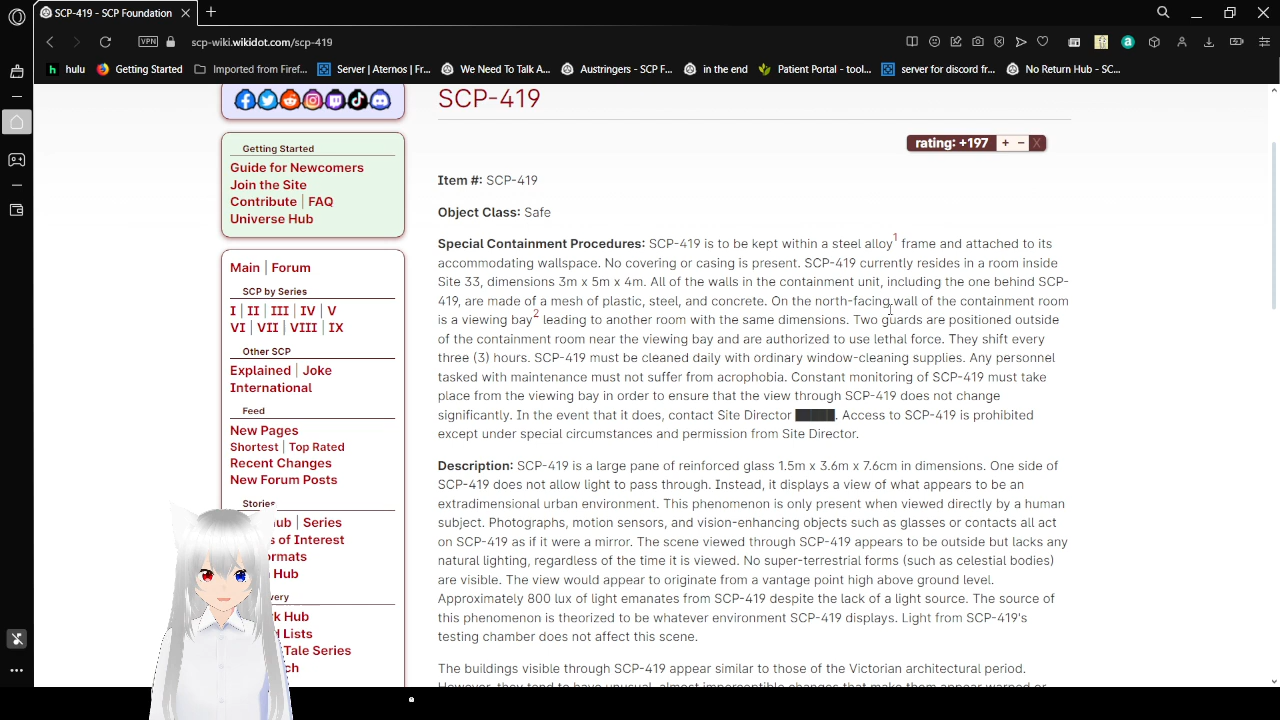 SCP-419 - SCP Foundation
VPN
scp-wiki.wikidot.com/scp-419
hulu
Getting Started
Imported from Firef...
Server | Aternos | Fr...
We Need To Talk A...
Austringers - SCP F...
in the end
Patient Portal - tool...
server for discord fr...
No Return Hub - SC...
Getting Started
Guide for Newcomers
Join the Site
Contribute | FAQ
Universe Hub
Main | Forum
SCP by Series
I | II | III | IV | V
VI | VII | VIII | IX
Other SCP
Explained | Joke
International
Feed
New Pages
Shortest | Top Rated
Recent Changes
New Forum Posts
Stories
Series
of Interest
Hub
Hub
Lists
Tale Series
SCP-419
rating: +197 + − X
Item #: SCP-419
Object Class: Safe
Special Containment Procedures: SCP-419 is to be kept within a steel alloy1 frame and attached to its
accommodating wallspace. No covering or casing is present. SCP-419 currently resides in a room inside
Site 33, dimensions 3m x 5m x 4m. All of the walls in the containment unit, including the one behind SCP-
419, are made of a mesh of plastic, steel, and concrete. On the north-facing wall of the containment room
is a viewing bay2 leading to another room with the same dimensions. Two guards are positioned outside
of the containment room near the viewing bay and are authorized to use lethal force. They shift every
three (3) hours. SCP-419 must be cleaned daily with ordinary window-cleaning supplies. Any personnel
tasked with maintenance must not suffer from acrophobia. Constant monitoring of SCP-419 must take
place from the viewing bay in order to ensure that the view through SCP-419 does not change
significantly. In the event that it does, contact Site Director █████. Access to SCP-419 is prohibited
except under special circumstances and permission from Site Director.
Description: SCP-419 is a large pane of reinforced glass 1.5m x 3.6m x 7.6cm in dimensions. One side of
SCP-419 does not allow light to pass through. Instead, it displays a view of what appears to be an
extradimensional urban environment. This phenomenon is only present when viewed directly by a human
subject. Photographs, motion sensors, and vision-enhancing objects such as glasses or contacts all act
on SCP-419 as if it were a mirror. The scene viewed through SCP-419 appears to be outside but lacks any
natural lighting, regardless of the time it is viewed. No super-terrestrial forms (such as celestial bodies)
are visible. The view would appear to originate from a vantage point high above ground level.
Approximately 800 lux of light emanates from SCP-419 despite the lack of a light source. The source of
this phenomenon is theorized to be whatever environment SCP-419 displays. Light from SCP-419's
testing chamber does not affect this scene.
The buildings visible through SCP-419 appear similar to those of the Victorian architectural period.
However, they tend to have unusual, almost imperceptible changes that make them appear warped or